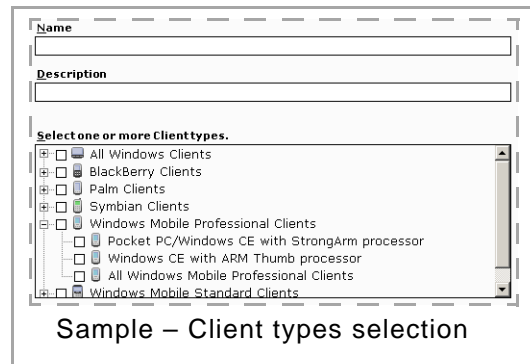 Name
Description
Select one or more Client types.
All Windows Clients
BlackBerry Clients
Palm Clients
Symbian Clients
Windows Mobile Professional Clients
Pocket PC/Windows CE with StrongArm processor
Windows CE with ARM Thumb processor
All Windows Mobile Professional Clients
Windows Mobile Standard Clients
Sample – Client types selection